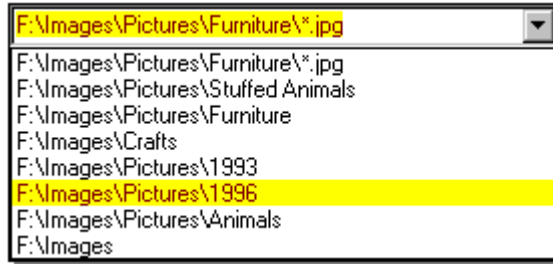 F:\Images\Pictures\Furniture\*.jpg
F:\Images\Pictures\Furniture\*.jpg
F:\Images\Pictures\Stuffed Animals
F:\Images\Pictures\Furniture
F:\Images\Crafts
F:\Images\Pictures\1993
F:\Images\Pictures\1996
F:\Images\Pictures\Animals
F:\Images